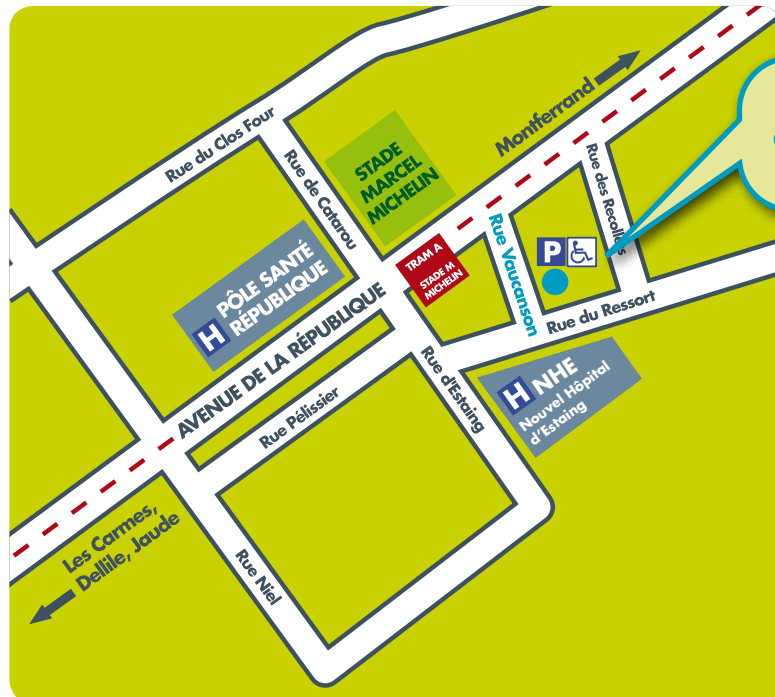 Rue du Clos Four
Rue de Catarou
STADE
MARCEL
MICHELIN
Montferrand
Rue des Recollets
TRAM A
STADE M
MICHELIN
Rue Vaucanson
P
H
PÔLE SANTÉ
RÉPUBLIQUE
AVENUE DE LA RÉPUBLIQUE
Rue du Ressort
Rue Pélissier
Rue d'Estaing
H NHE
Nouvel Hôpital
d'Estaing
Les Carmes,
Dellile, Jaude
Rue Niel